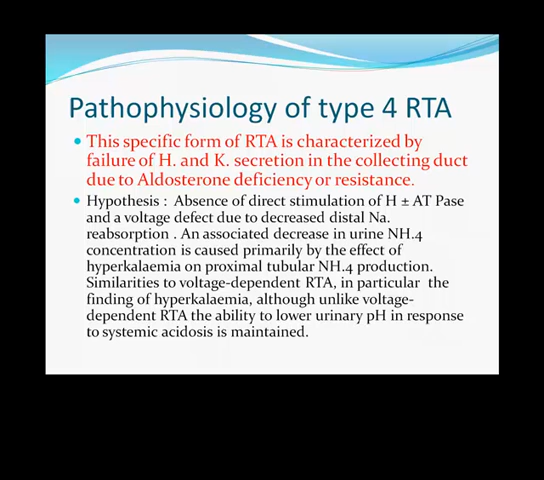 Pathophysiology of type 4 RTA
This specific form of RTA is characterized by
failure of H. and K. secretion in the collecting duct
due to Aldosterone deficiency or resistance.
Hypothesis : Absence of direct stimulation of H ± AT Pase
and a voltage defect due to decreased distal Na.
reabsorption . An associated decrease in urine NH.4
concentration is caused primarily by the effect of
hyperkalaemia on proximal tubular NH.4 production.
Similarities to voltage-dependent RTA, in particular the
finding of hyperkalaemia, although unlike voltage-
dependent RTA the ability to lower urinary pH in response
to systemic acidosis is maintained.